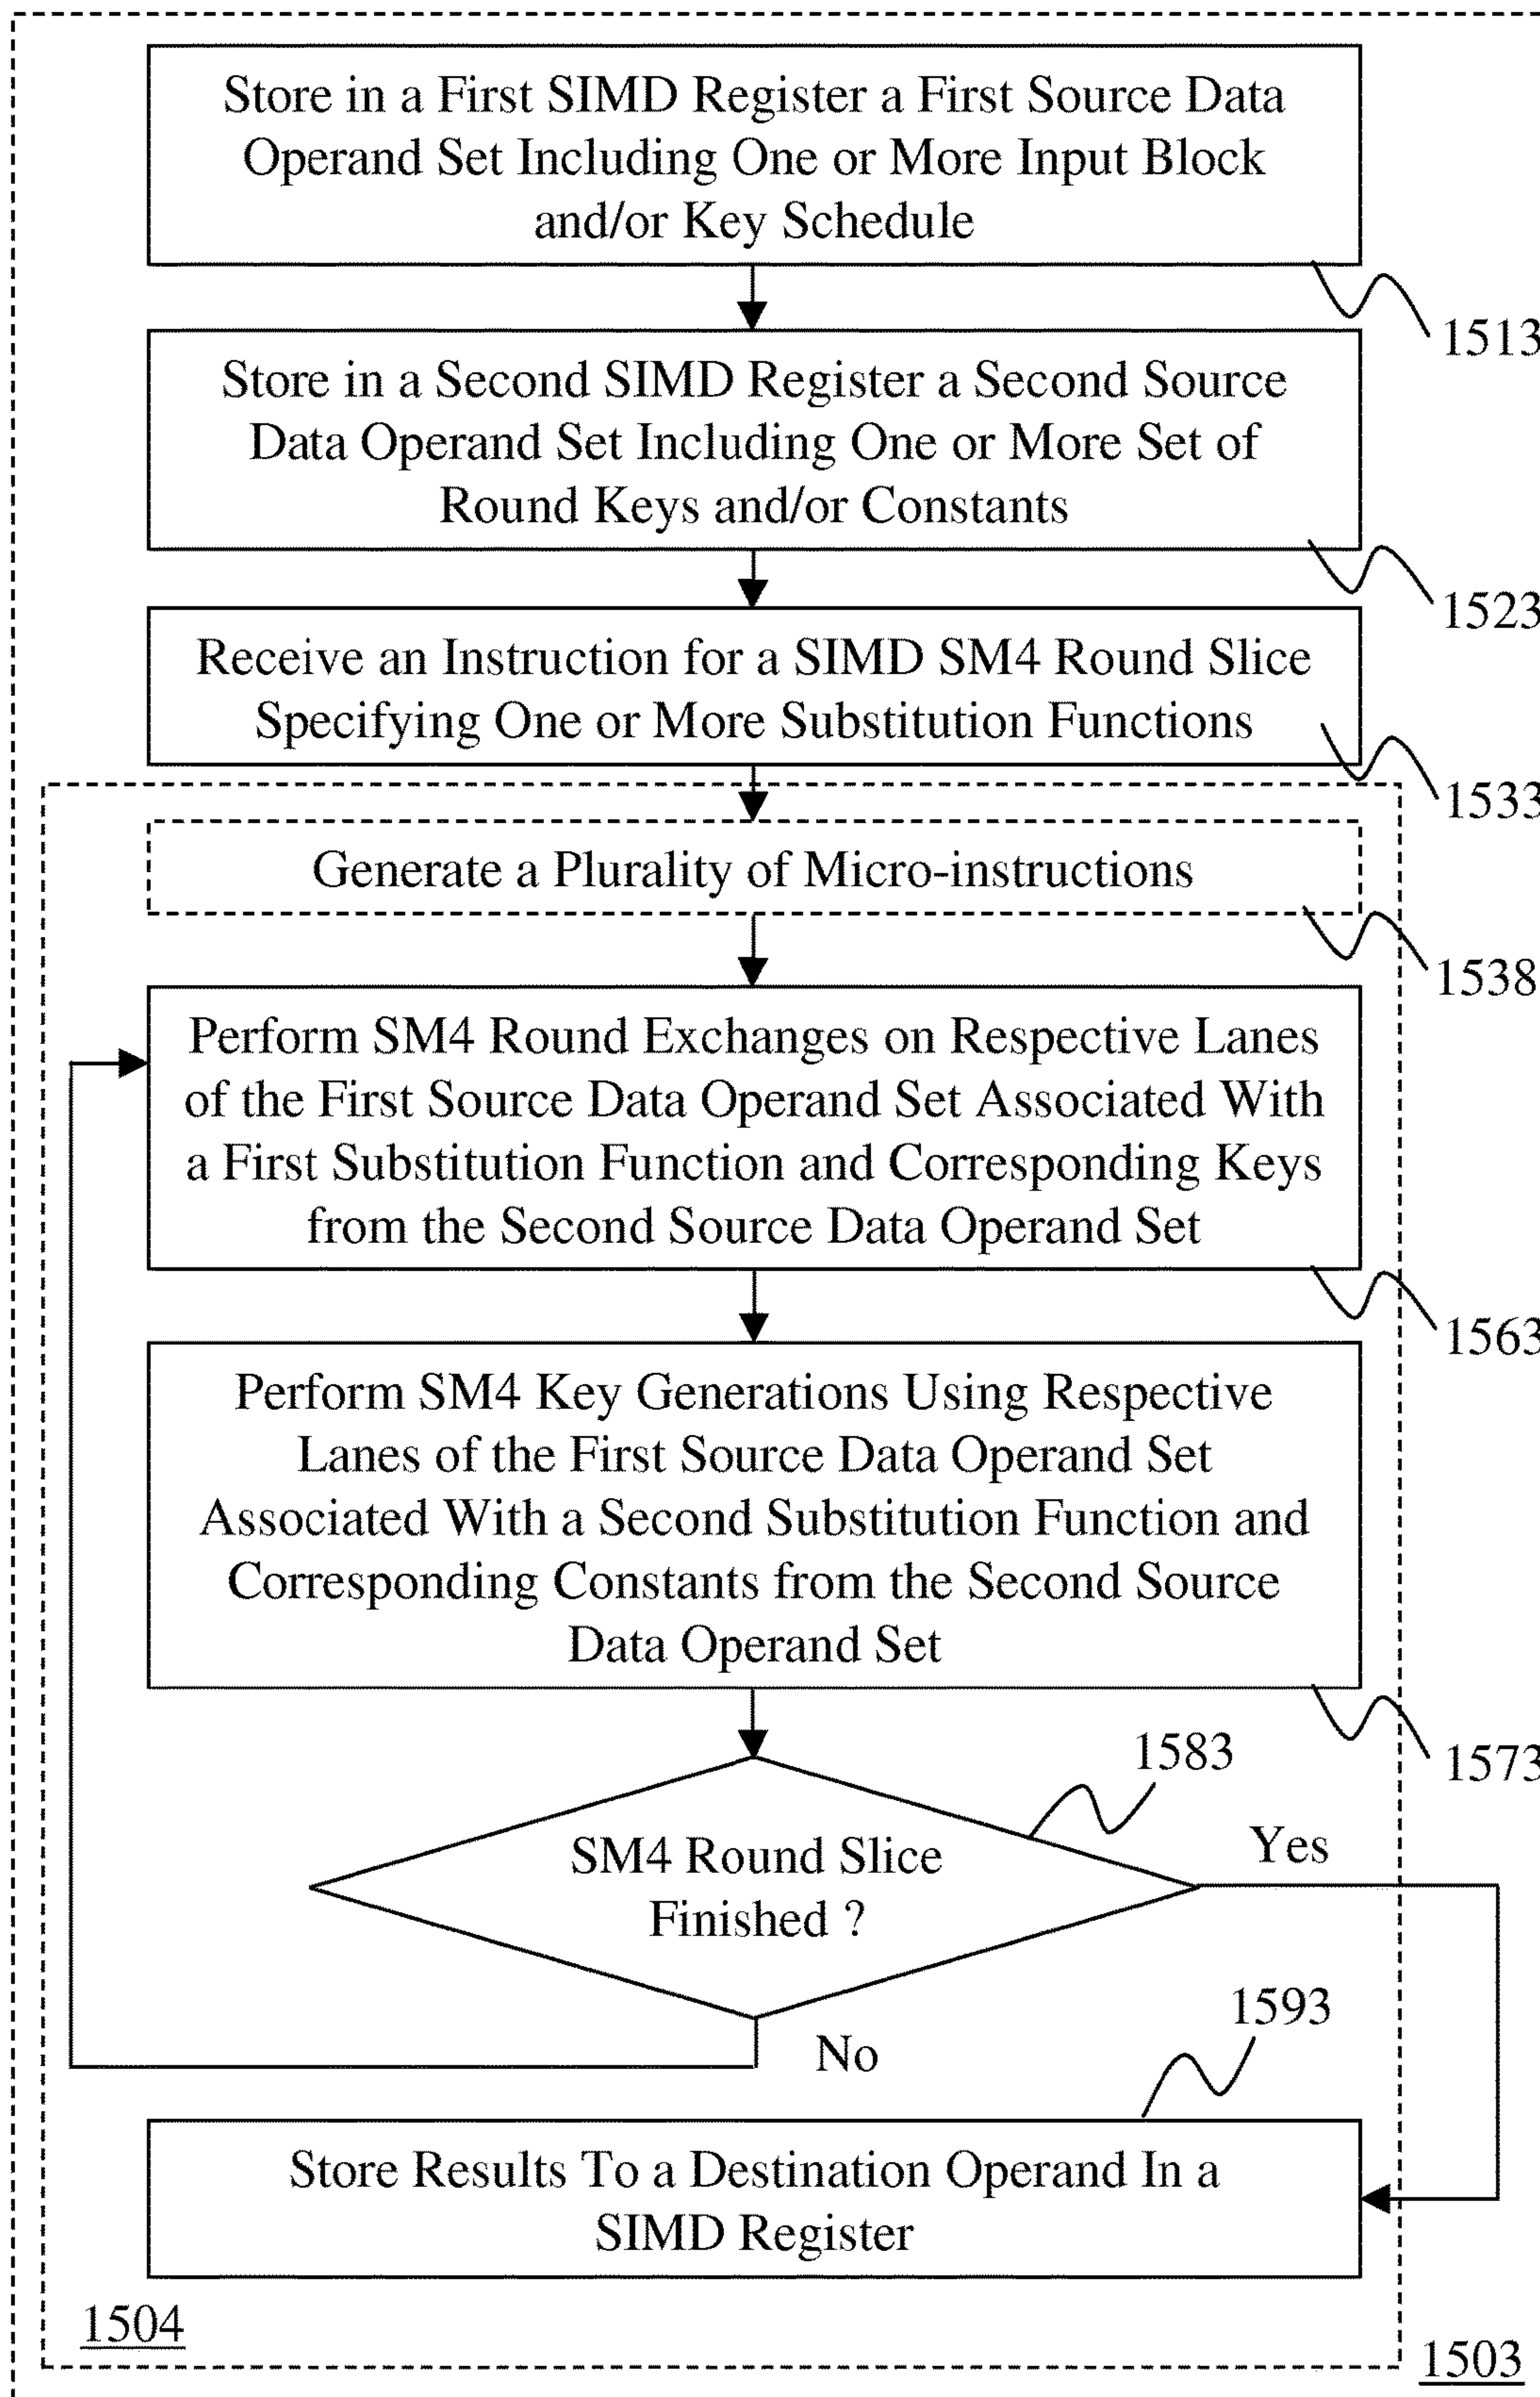 Store in a First SIMD Register a First Source Data
Operand Set Including One or More Input Block
and/or Key Schedule
1513
Store in a Second SIMD Register a Second Source
Data Operand Set Including One or More Set of
Round Keys and/or Constants
1523
Receive an Instruction for a SIMD SM4 Round Slice
Specifying One or More Substitution Functions
1533
Generate a Plurality of Micro-instructions
1538
Perform SM4 Round Exchanges on Respective Lanes
of the First Source Data Operand Set Associated With
a First Substitution Function and Corresponding Keys
from the Second Source Data Operand Set
1563
Perform SM4 Key Generations Using Respective
Lanes of the First Source Data Operand Set
Associated With a Second Substitution Function and
Corresponding Constants from the Second Source
Data Operand Set
1573
1583
Yes
SM4 Round Slice
Finished ?
No
1593
Store Results To a Destination Operand In a
SIMD Register
1504
1503